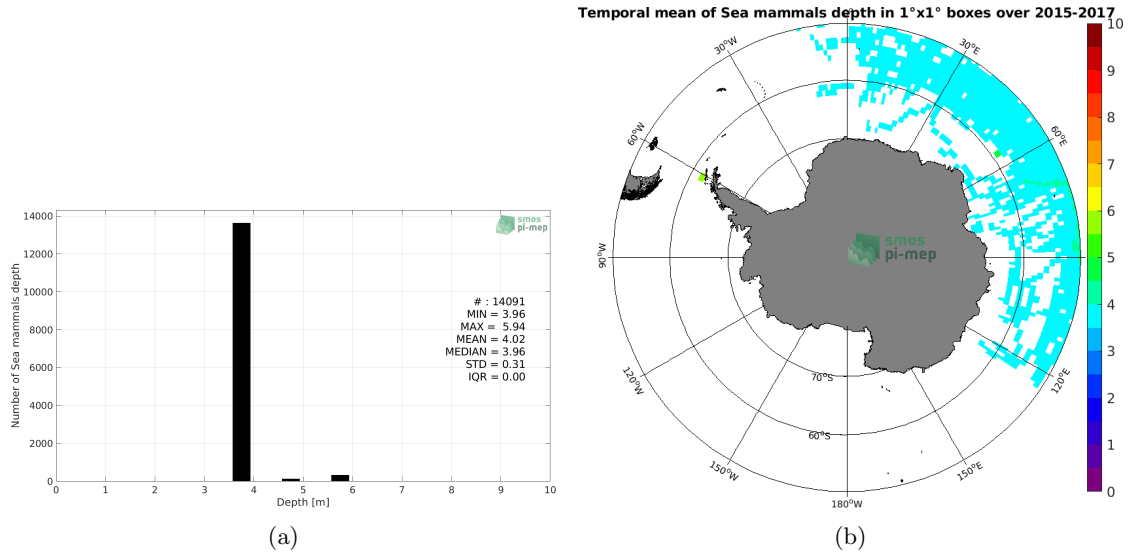 14000
12000
10000
8000
6000
4000
2000
0
Number of Sea mammals depth
smos
pi-mep
# : 14091
MIN = 3.96
MAX = 5.94
MEAN = 4.02
MEDIAN = 3.96
STD = 0.31
IQR = 0.00
0 1 2 3 4 5 6 7 8 9 10
Depth [m]
(a)
Temporal mean of Sea mammals depth in 1°x1° boxes over 2015-2017
0°
30°W
30°E
60°W
60°E
90°W
smos
pi-mep
120°W
120°E
70°S
60°S
150°W
150°E
180°W
10
9
8
7
6
5
4
3
2
1
0
(b)